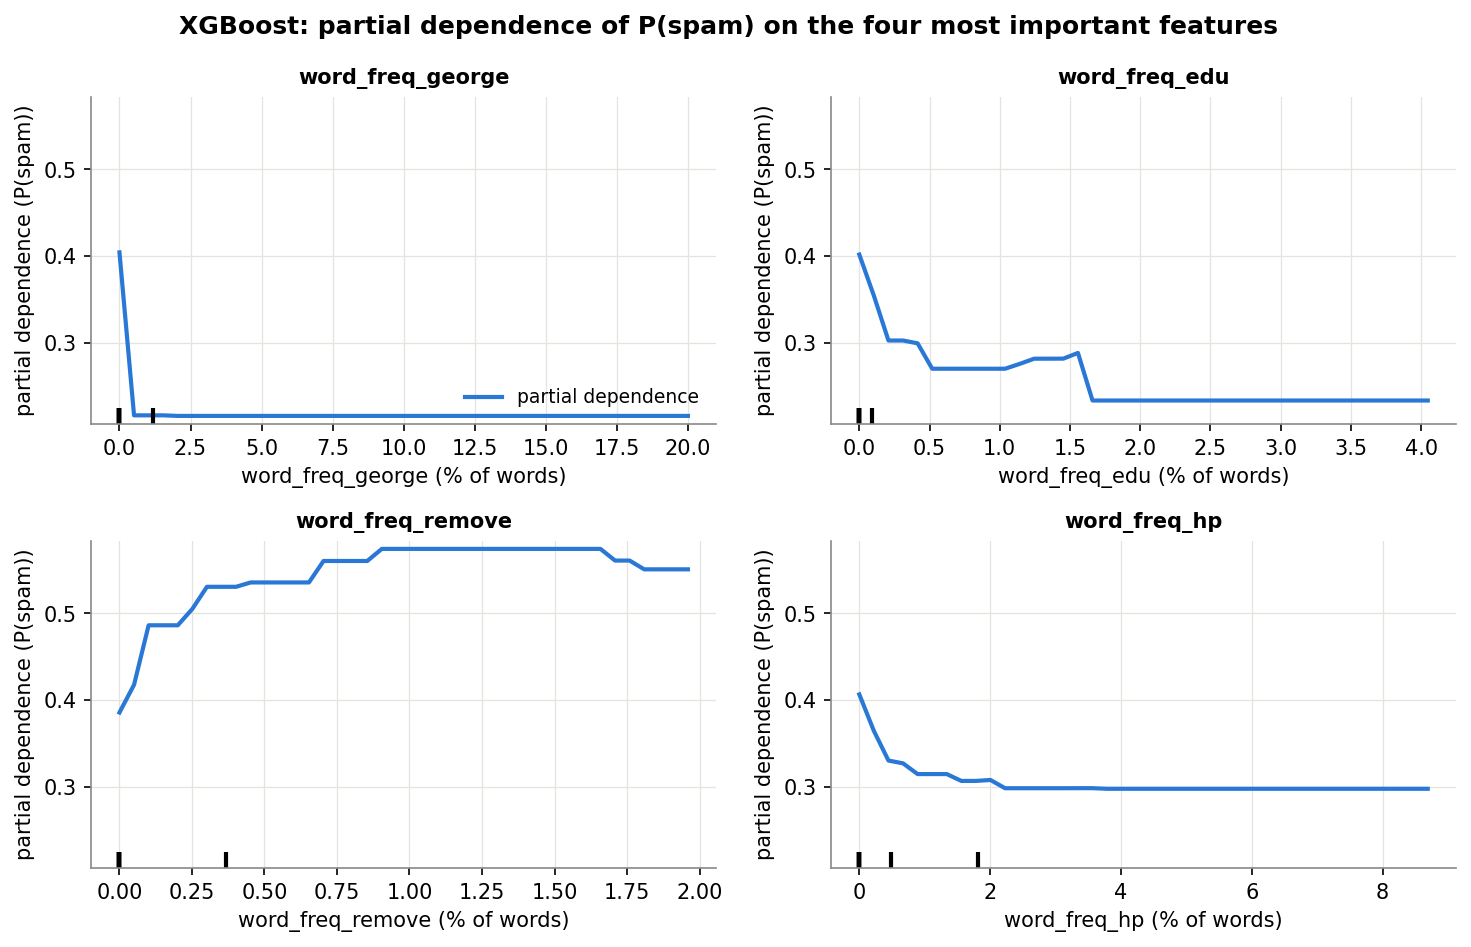 XGBoost: partial dependence of P(spam) on the four most important features
word_freq_george
partial dependence (P(spam))
0.5
0.4
0.3
partial dependence
0.0 2.5 5.0 7.5 10.0 12.5 15.0 17.5 20.0
word_freq_george (% of words)
word_freq_edu
partial dependence (P(spam))
0.5
0.4
0.3
0.0 0.5 1.0 1.5 2.0 2.5 3.0 3.5 4.0
word_freq_edu (% of words)
word_freq_remove
partial dependence (P(spam))
0.5
0.4
0.3
0.00 0.25 0.50 0.75 1.00 1.25 1.50 1.75 2.00
word_freq_remove (% of words)
word_freq_hp
partial dependence (P(spam))
0.5
0.4
0.3
0 2 4 6 8
word_freq_hp (% of words)